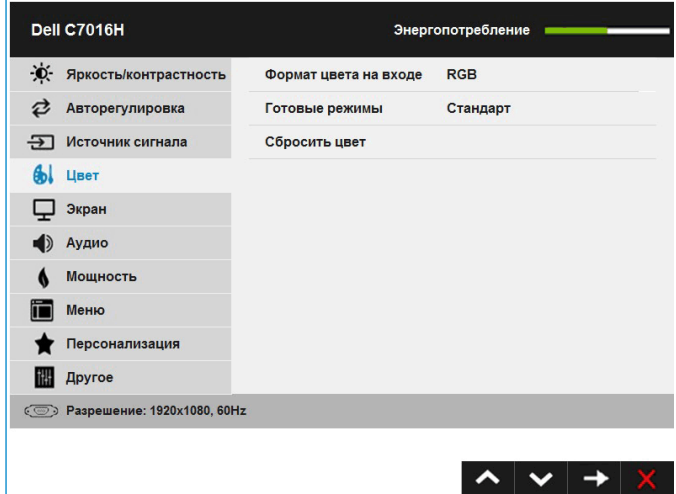 Dell C7016H Энергопотребление
Яркость/контрастность Формат цвета на входе RGB
Авторегулировка Готовые режимы Стандарт
Источник сигнала Сбросить цвет
Цвет
Экран
Аудио
Мощность
Меню
Персонализация
Другое
Разрешение: 1920x1080, 60Hz